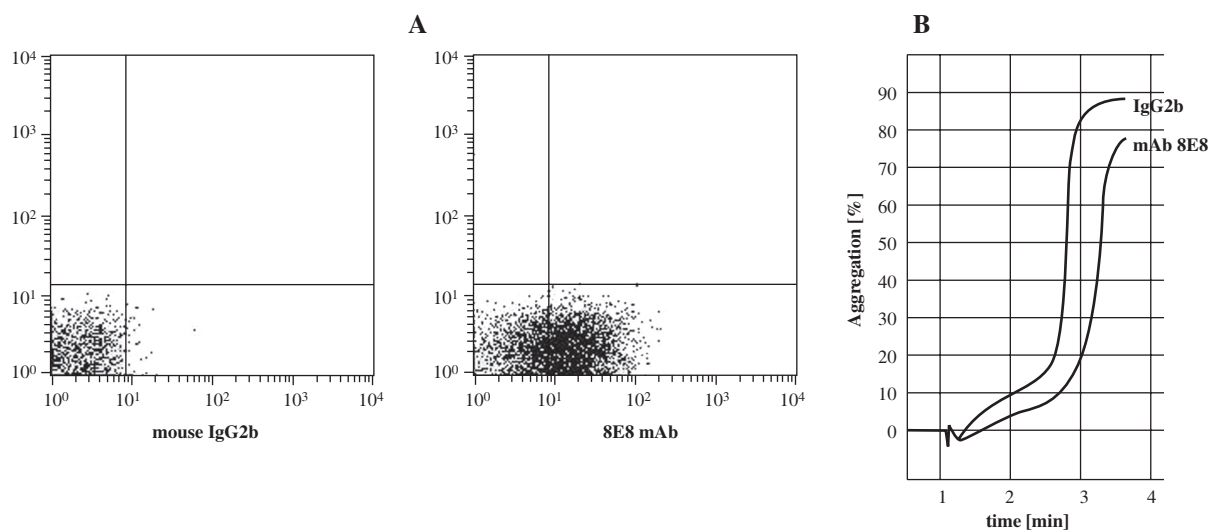 A
10⁴
10³
10²
10¹
10⁰
10⁰ 10¹ 10² 10³ 10⁴
mouse IgG2b
10⁴
10³
10²
10¹
10⁰
10⁰ 10¹ 10² 10³ 10⁴
8E8 mAb
B
Aggregation [%]
90
80
70
60
50
40
30
20
10
0
IgG2b
mAb 8E8
1 2 3 4
time [min]